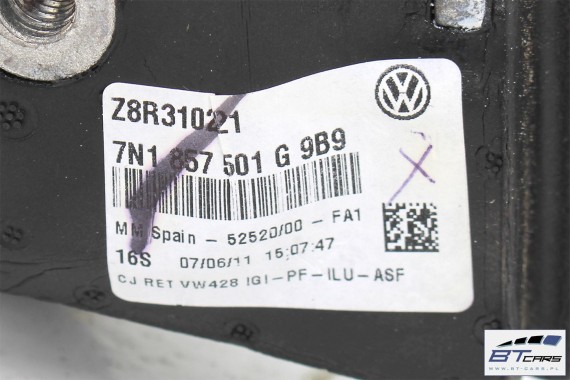 Z8R310221
7N1 857 501 G 9B9
MM Spain - 52520/00 - FA1
16S 07/06/11 15:07:47
CJ RET VW428 IGI-PF-ILU-ASF
BTCARS
WWW.BT-CARS.PL